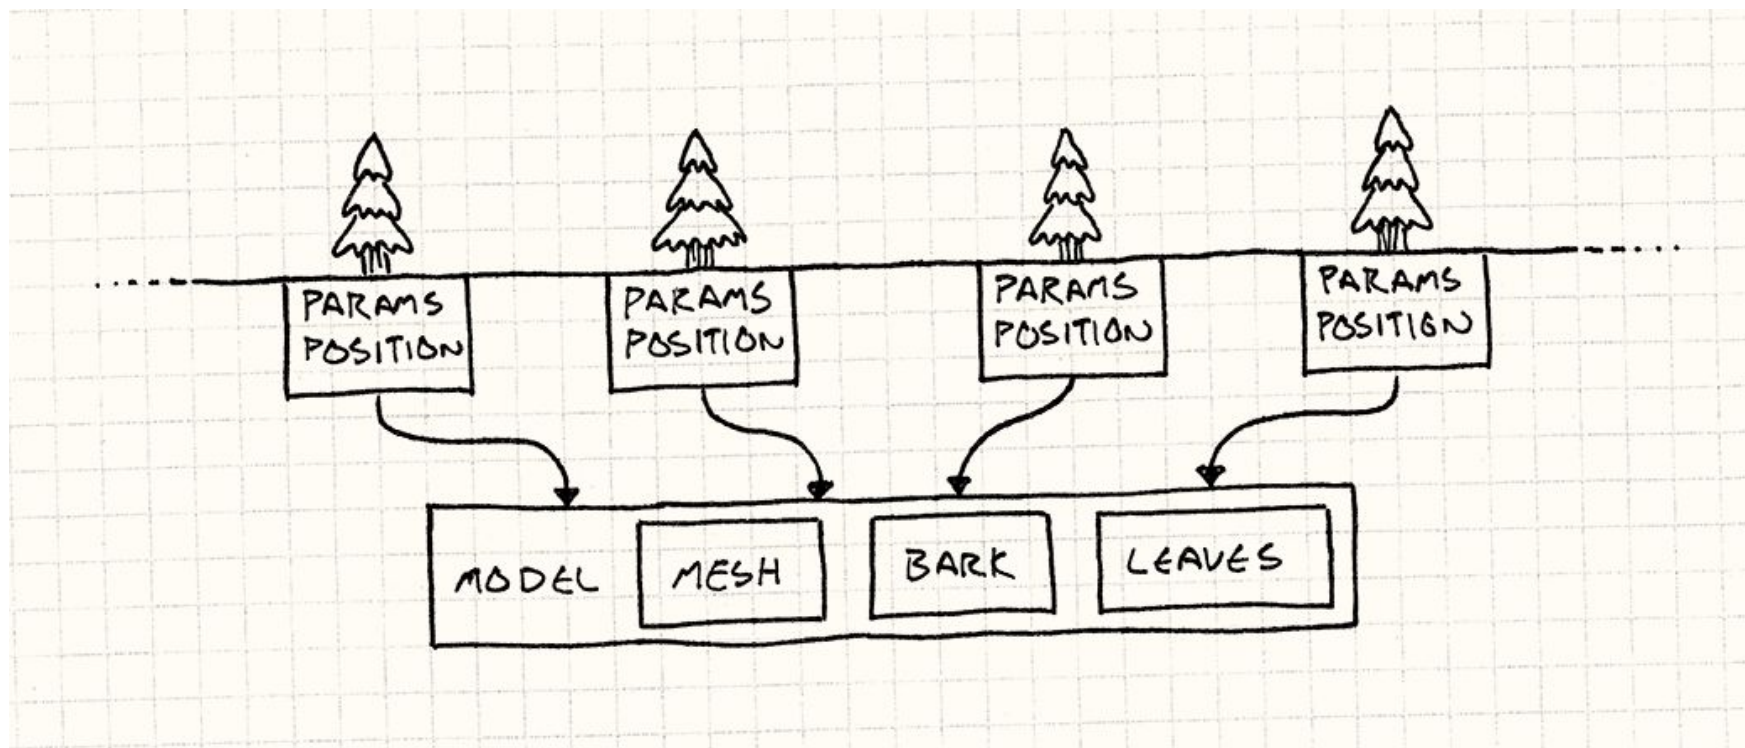 PARAMS
POSITION
PARAMS
POSITION
PARAMS
POSITION
PARAMS
POSITION
MODEL
MESH
BARK
LEAVES